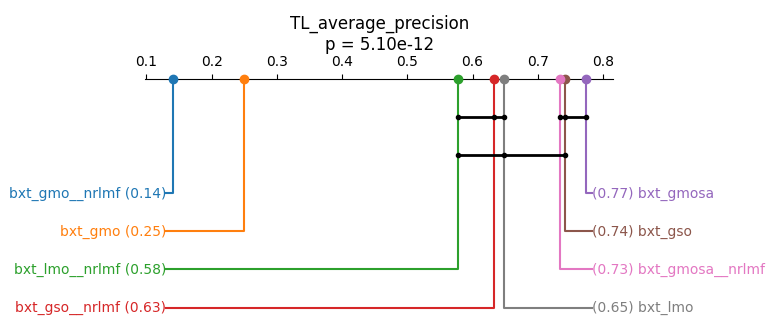 TL_average_precision
p = 5.10e-12
0.1 0.2 0.3 0.4 0.5 0.6 0.7 0.8
bxt_gmo__nrlmf (0.14) (0.77) bxt_gmosa
bxt_gmo (0.25) (0.74) bxt_gso
bxt_lmo__nrlmf (0.58) (0.73) bxt_gmosa__nrlmf
bxt_gso__nrlmf (0.63) (0.65) bxt_lmo